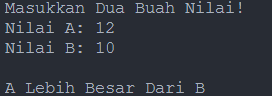 Masukkan Dua Buah Nilai!
Nilai A: 12
Nilai B: 10
A Lebih Besar Dari B